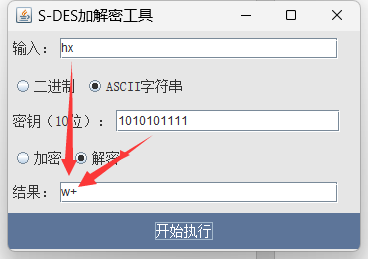 S-DES加解密工具
输入： hx
二进制 ASCII字符串
密钥（10位）： 1010101111
加密 解密
结果： w+
开始执行